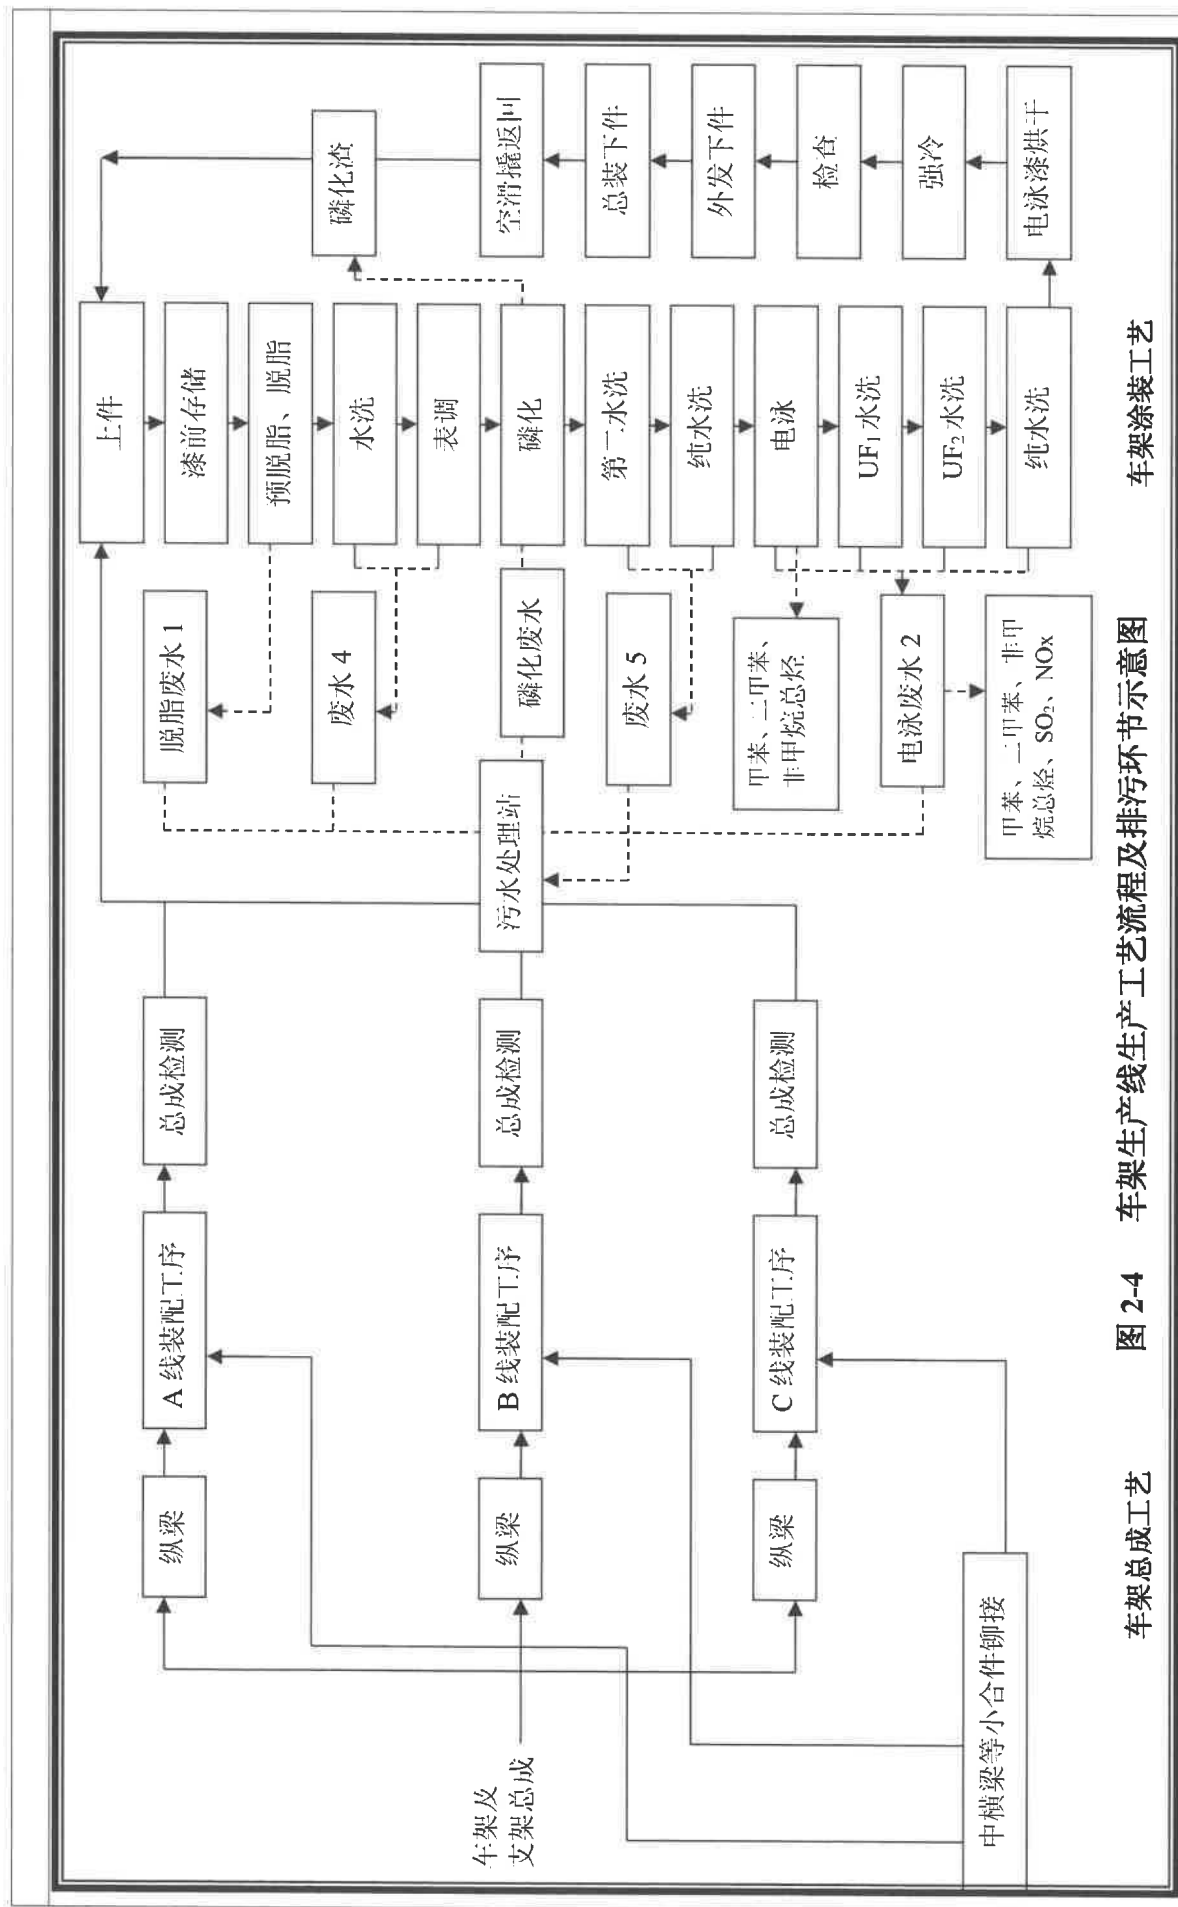 车架及
支架总成
纵梁
A 线装配工序
总成检测
纵梁
B 线装配工序
总成检测
纵梁
C 线装配工序
总成检测
中横梁等小合件铆接
污水处理站
脱脂废水 1
废水 4
磷化废水
废水 5
甲苯、二甲苯、
非甲烷总烃
电泳废水 2
甲苯、二甲苯、非甲
烷总烃、SO₂、NOx
上件
漆前存储
预脱脂、脱脂
水洗
表调
磷化
第二水洗
纯水洗
电泳
UF₁ 水洗
UF₂ 水洗
纯水洗
磷化渣
空滑撬返回
总装下件
外发下件
检查
强冷
电泳漆烘干
车架总成工艺
车架涂装工艺
图 2-4 车架生产线生产工艺流程及排污环节示意图